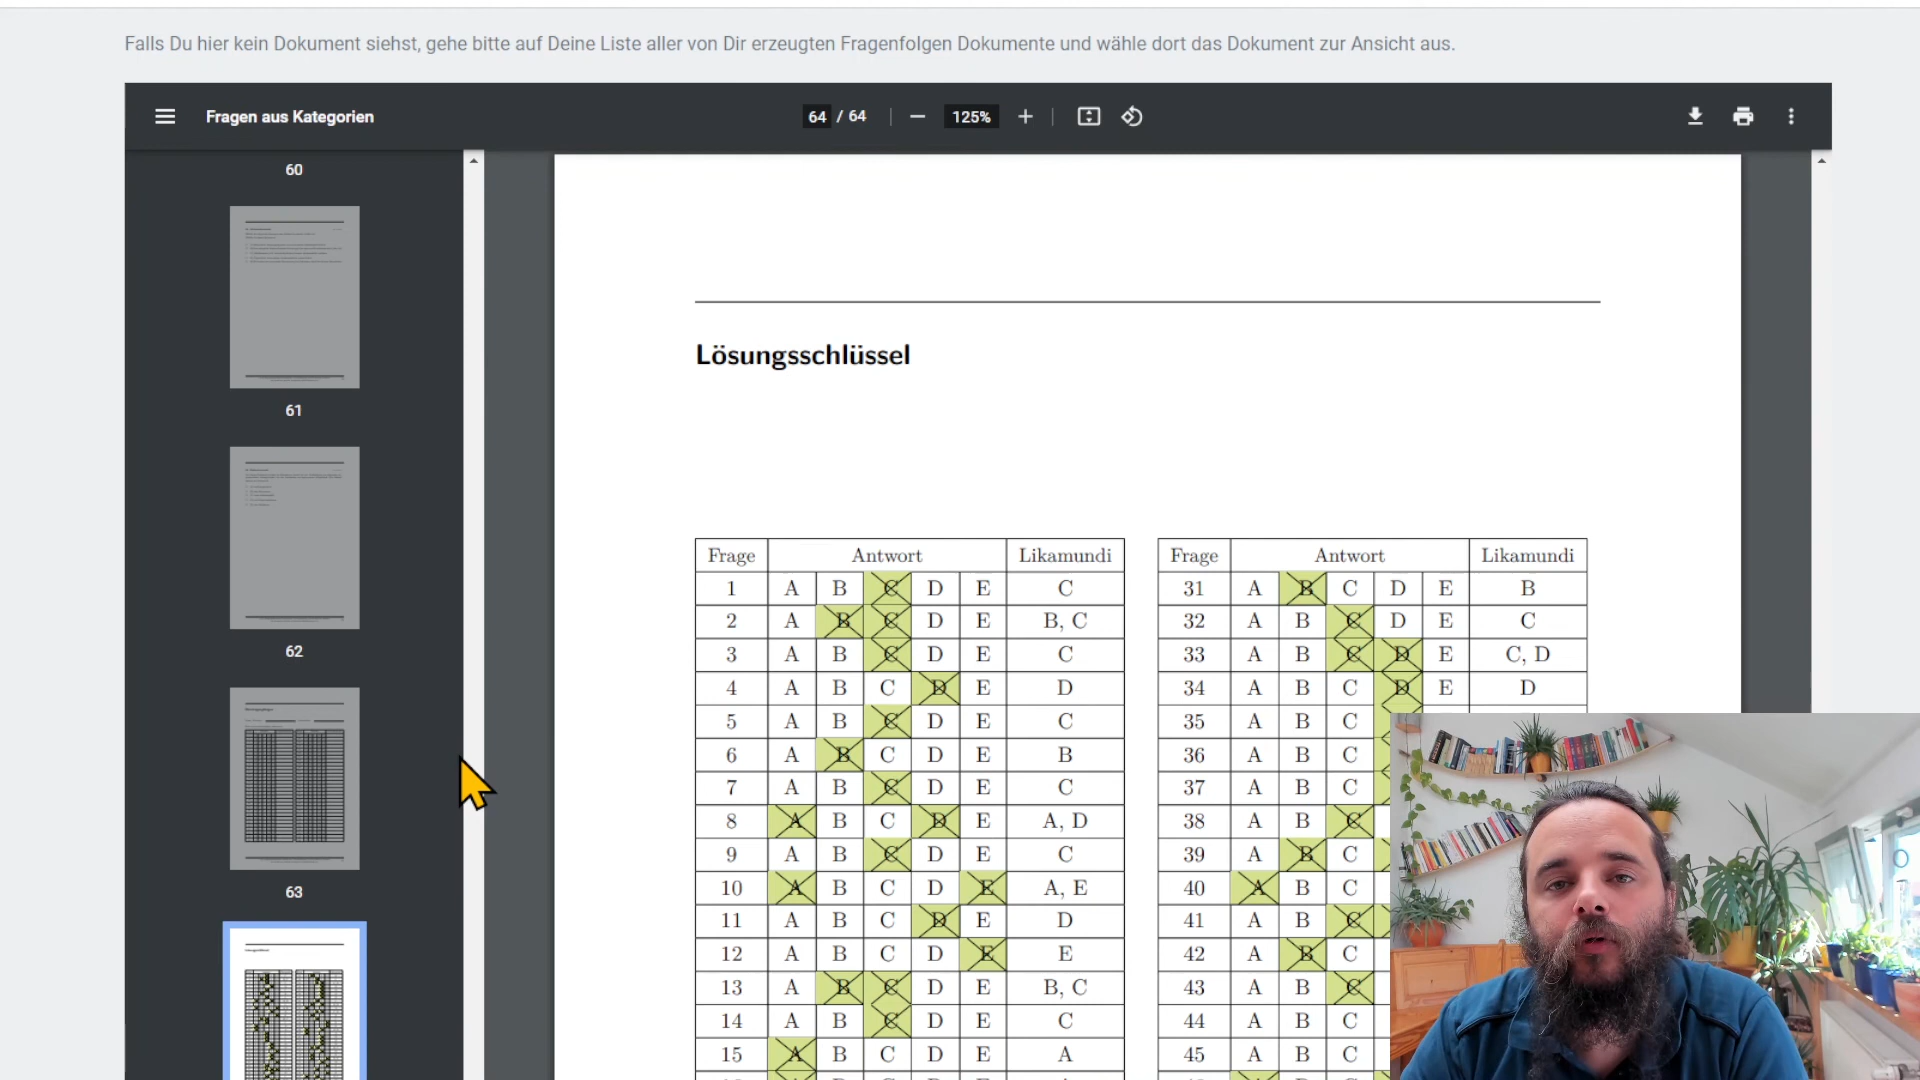 Falls Du hier kein Dokument siehst, gehe bitte auf Deine Liste aller von Dir erzeugten Fragenfolgen Dokumente und wähle dort das Dokument zur Ansicht aus.
Fragen aus Kategorien
64 / 64
125%
60
61
62
63
Lösungsschlüssel
Frage Antwort Likamundi
1 A B C D E C
2 A B C D E B, C
3 A B C D E C
4 A B C D E D
5 A B C D E C
6 A B C D E B
7 A B C D E C
8 A B C D E A, D
9 A B C D E C
10 A B C D E A, E
11 A B C D E D
12 A B C D E E
13 A B C D E B, C
14 A B C D E C
15 A B C D E A
Frage Antwort Likamundi
31 A B C D E B
32 A B C D E C
33 A B C D E C, D
34 A B C D E D
35 A B C
36 A B C
37 A B C
38 A B C
39 A B C
40 A B C
41 A B C
42 A B C
43 A B C
44 A B C
45 A B C